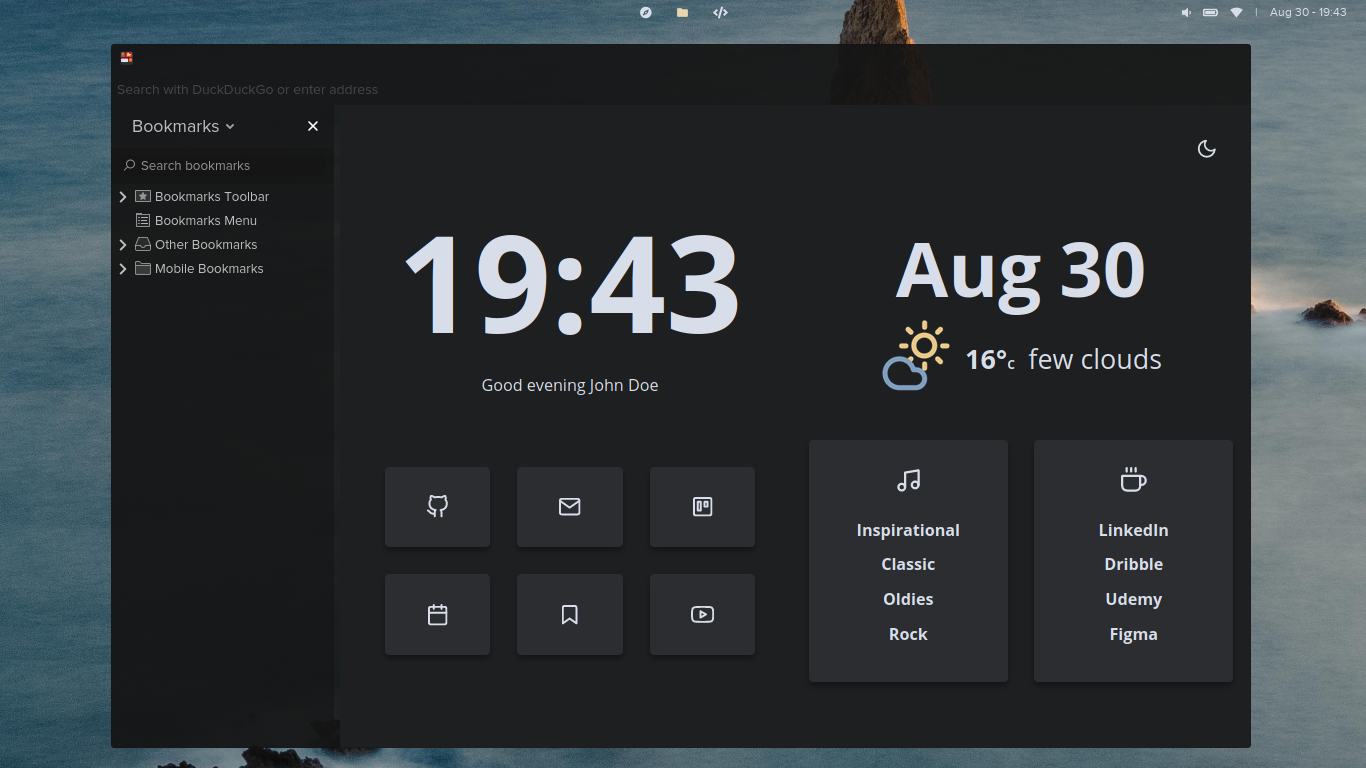 Aug 30 - 19:43
Search with DuckDuckGo or enter address
Bookmarks
Search bookmarks
Bookmarks Toolbar
Bookmarks Menu
Other Bookmarks
Mobile Bookmarks
19:43
Good evening John Doe
Aug 30
16°c few clouds
Inspirational
Classic
Oldies
Rock
LinkedIn
Dribble
Udemy
Figma